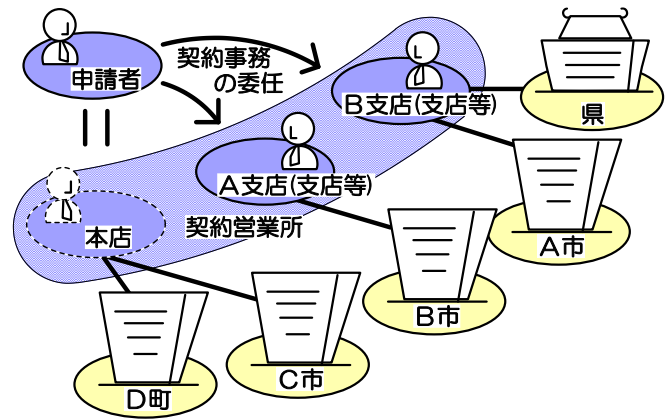 申請者
契約事務
の委任
B支店(支店等)
県
A支店(支店等)
A市
契約営業所
本店
B市
C市
D町